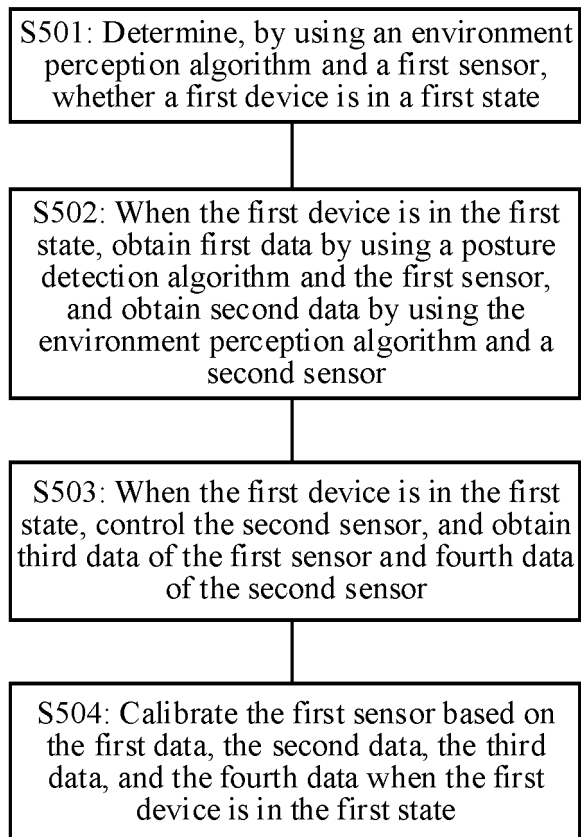 S501: Determine, by using an environment
perception algorithm and a first sensor,
whether a first device is in a first state
S502: When the first device is in the first
state, obtain first data by using a posture
detection algorithm and the first sensor,
and obtain second data by using the
environment perception algorithm and a
second sensor
S503: When the first device is in the first
state, control the second sensor, and obtain
third data of the first sensor and fourth data
of the second sensor
S504: Calibrate the first sensor based on
the first data, the second data, the third
data, and the fourth data when the first
device is in the first state